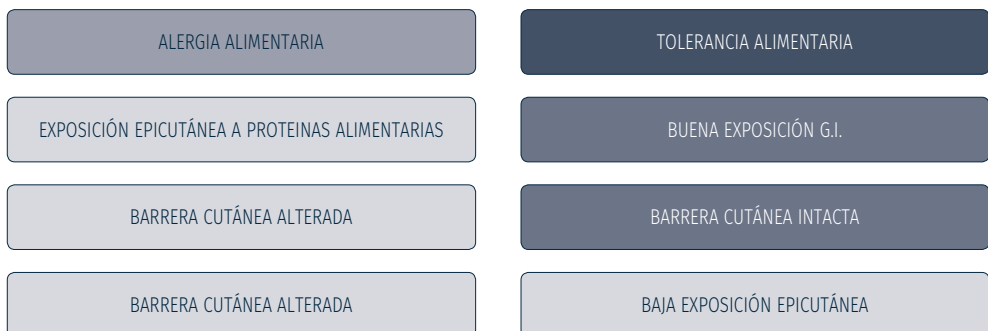 ALERGIA ALIMENTARIA
TOLERANCIA ALIMENTARIA
EXPOSICIÓN EPICUTÁNEA A PROTEINAS ALIMENTARIAS
BUENA EXPOSICIÓN G.I.
BARRERA CUTÁNEA ALTERADA
BARRERA CUTÁNEA INTACTA
BARRERA CUTÁNEA ALTERADA
BAJA EXPOSICIÓN EPICUTÁNEA